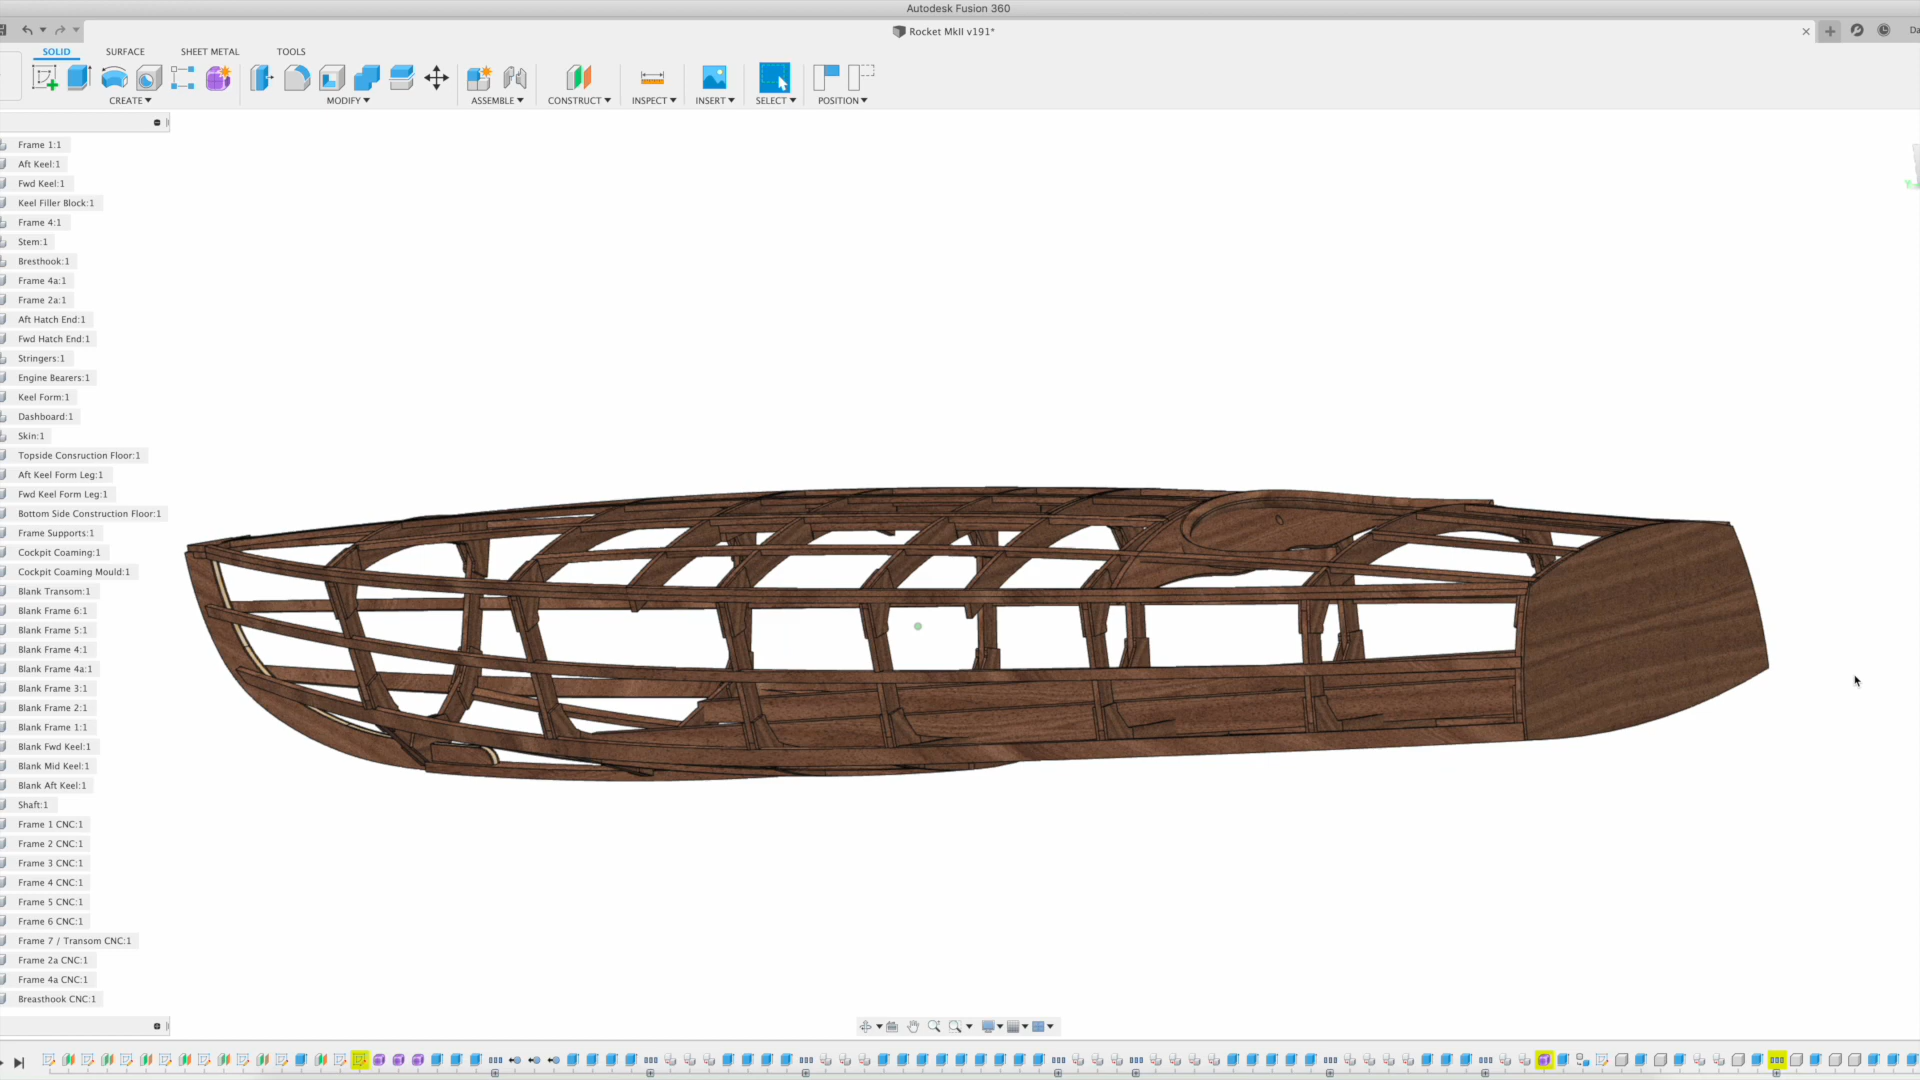 Autodesk Fusion 360
Rocket MkII v191*
Da
SOLID SURFACE SHEET METAL TOOLS
CREATE MODIFY ASSEMBLE CONSTRUCT INSPECT INSERT SELECT POSITION
Frame 1:1
Aft Keel:1
Fwd Keel:1
Keel Filler Block:1
Frame 4:1
Stem:1
Bresthook:1
Frame 4a:1
Frame 2a:1
Aft Hatch End:1
Fwd Hatch End:1
Stringers:1
Engine Bearers:1
Keel Form:1
Dashboard:1
Skin:1
Topside Consruction Floor:1
Aft Keel Form Leg:1
Fwd Keel Form Leg:1
Bottom Side Construction Floor:1
Frame Supports:1
Cockpit Coaming:1
Cockpit Coaming Mould:1
Blank Transom:1
Blank Frame 6:1
Blank Frame 5:1
Blank Frame 4:1
Blank Frame 4a:1
Blank Frame 3:1
Blank Frame 2:1
Blank Frame 1:1
Blank Fwd Keel:1
Blank Mid Keel:1
Blank Aft Keel:1
Shaft:1
Frame 1 CNC:1
Frame 2 CNC:1
Frame 3 CNC:1
Frame 4 CNC:1
Frame 5 CNC:1
Frame 6 CNC:1
Frame 7 / Transom CNC:1
Frame 2a CNC:1
Frame 4a CNC:1
Breasthook CNC:1